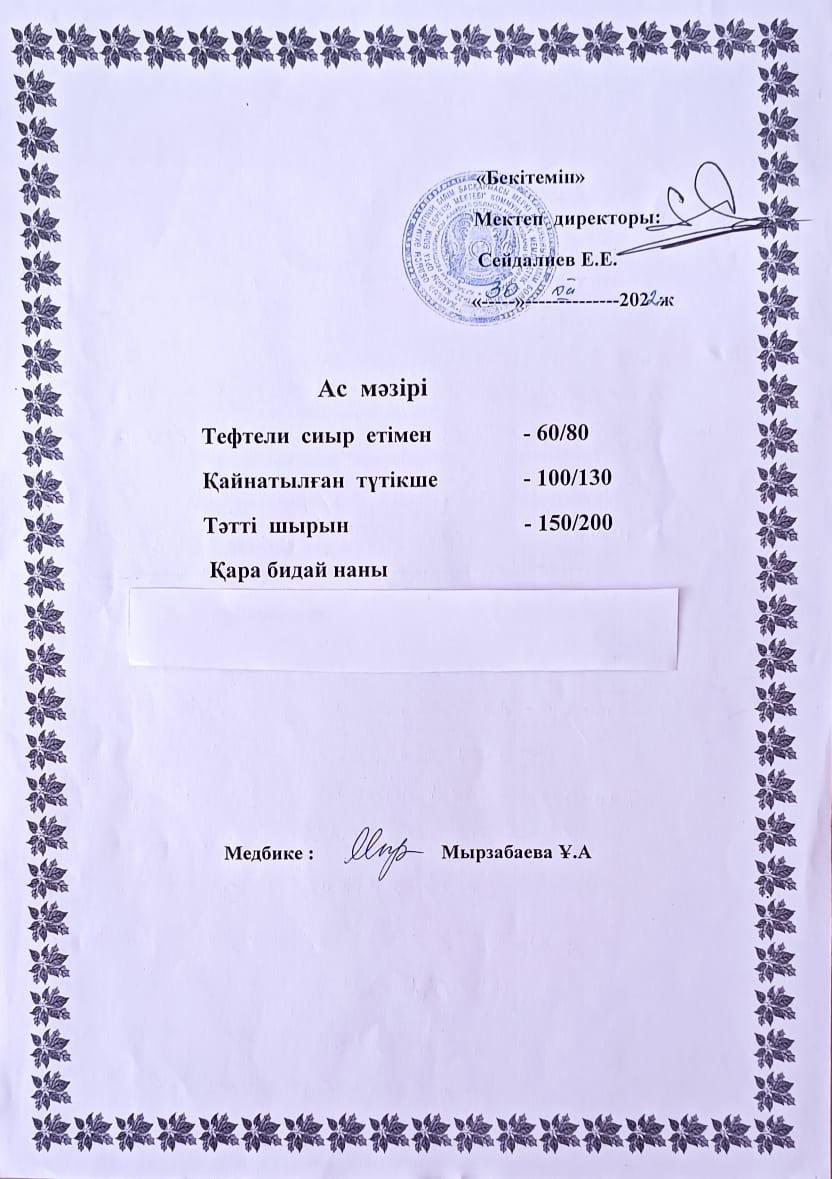 «Бекітемін»
Мектеп директоры:
Сейдалиев Е.Е.
«--30--»---------------2022ж
Ас мәзірі
Тефтели сиыр етімен - 60/80
Қайнатылған түтікше - 100/130
Тәтті шырын - 150/200
Қара бидай наны
Медбике : Мырзабаева Ұ.А